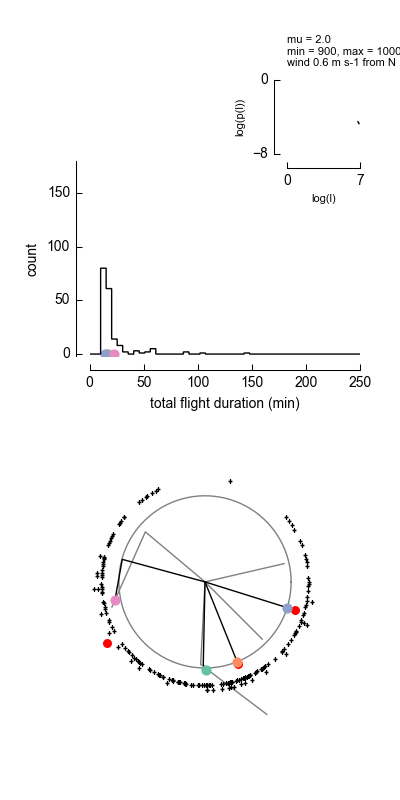 mu = 2.0
min = 900, max = 1000
wind 0.6 m s-1 from N
0
−8
log(p(l))
0 7
log(l)
150
100
50
0
count
0 50 100 150 200 250
total flight duration (min)